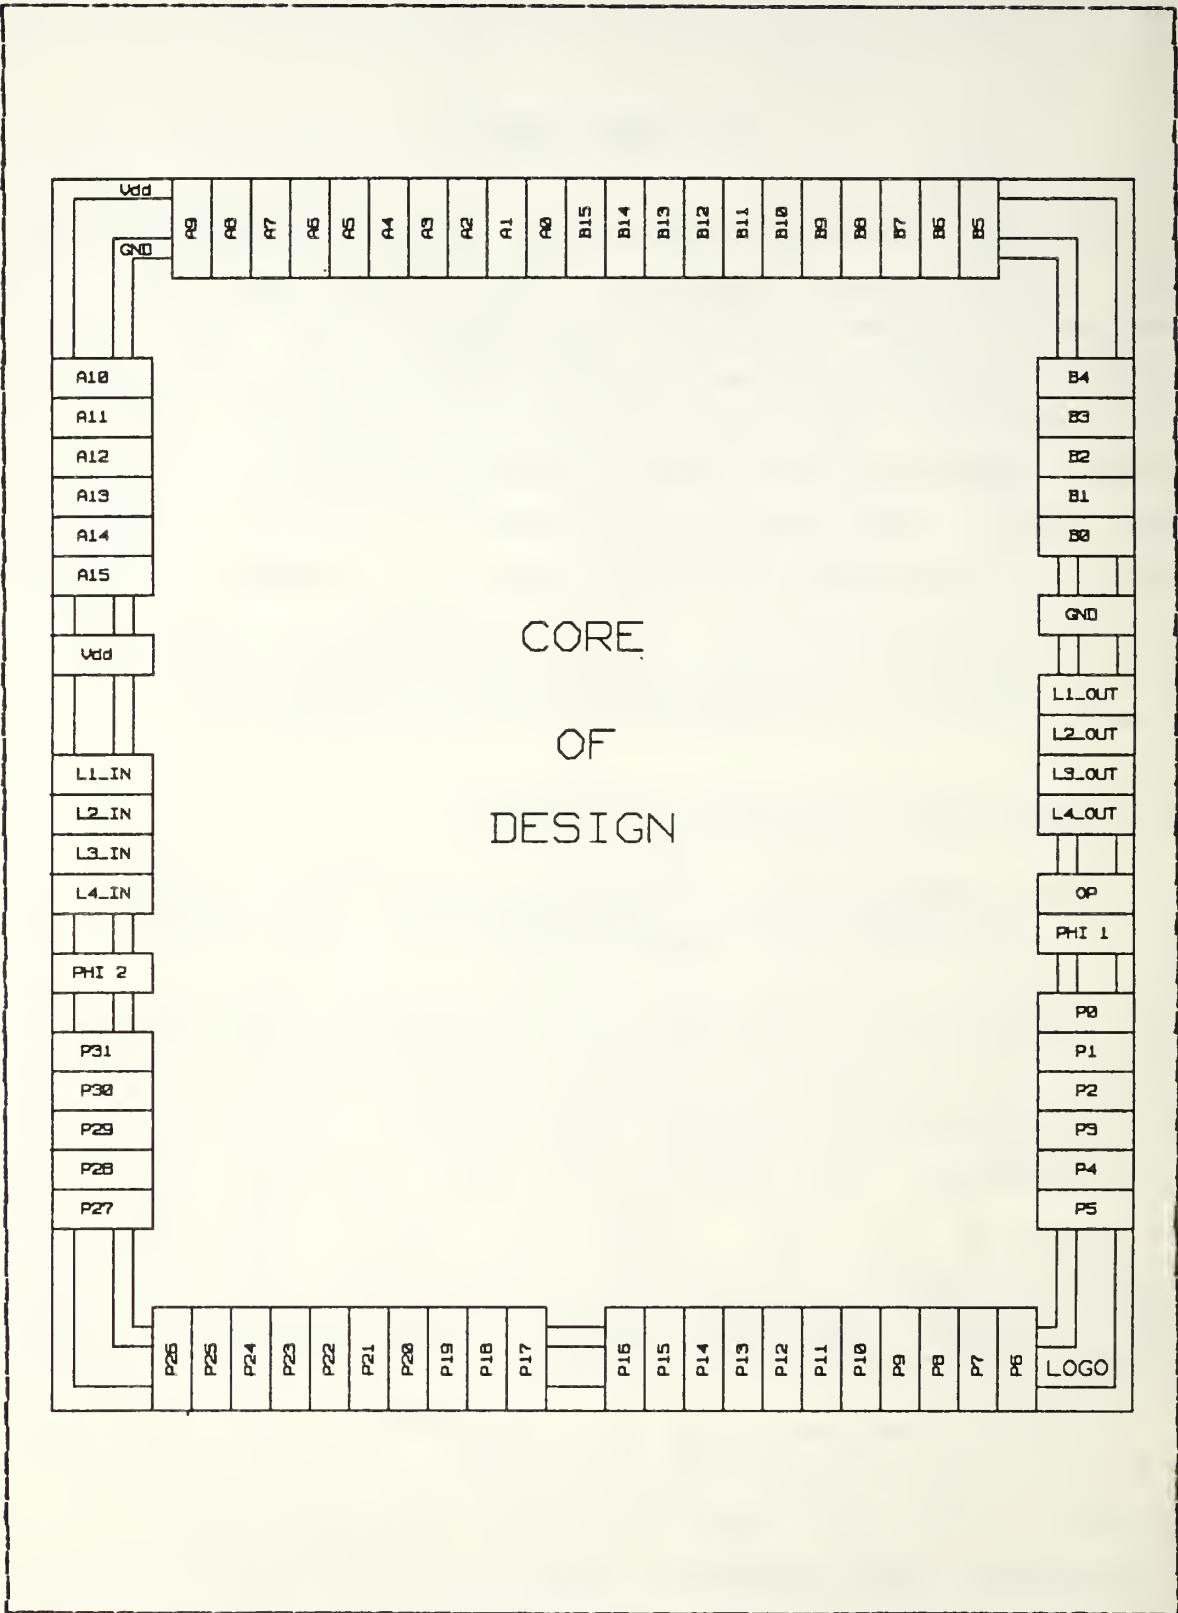 Vdd
GND
A9 A8 A7 A6 A5 A4 A3 A2 A1 A0 B15 B14 B13 B12 B11 B10 B9 B8 B7 B6 B5
A10
A11
A12
A13
A14
A15
Vdd
L1_IN
L2_IN
L3_IN
L4_IN
PHI 2
P31
P30
P29
P28
P27
CORE
OF
DESIGN
B4
B3
B2
B1
B0
GND
L1_OUT
L2_OUT
L3_OUT
L4_OUT
OP
PHI 1
P0
P1
P2
P3
P4
P5
P26 P25 P24 P23 P22 P21 P20 P19 P18 P17 P16 P15 P14 P13 P12 P11 P10 P9 P8 P7 P6
LOGO